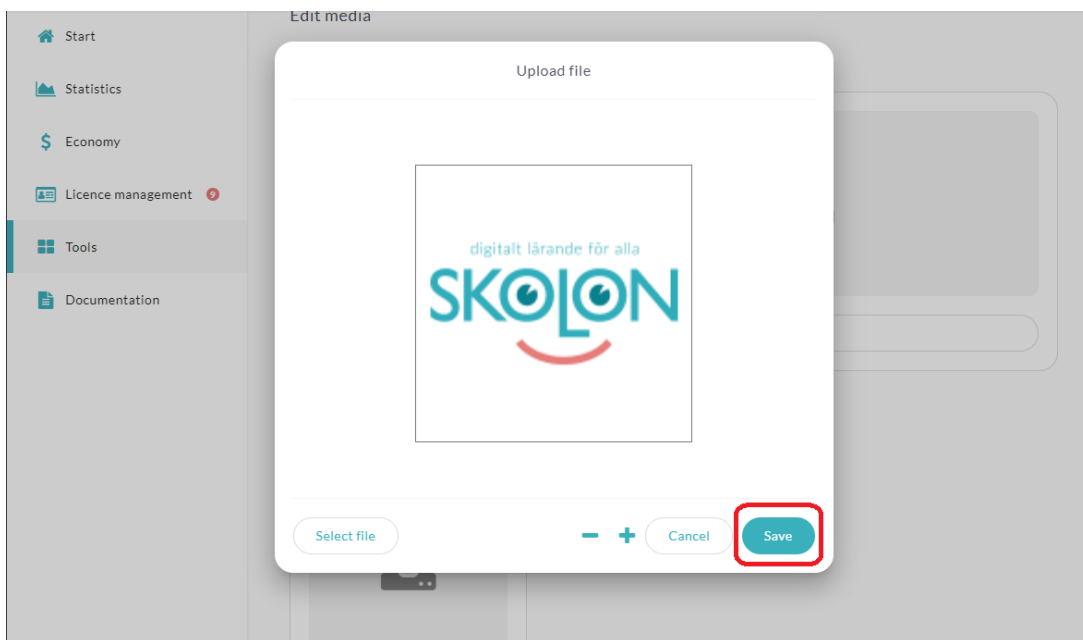 Edit media
Start
Statistics
Economy
Licence management 9
Tools
Documentation
Upload file
digitalt lärande för alla
SKOLON
Select file
Cancel
Save